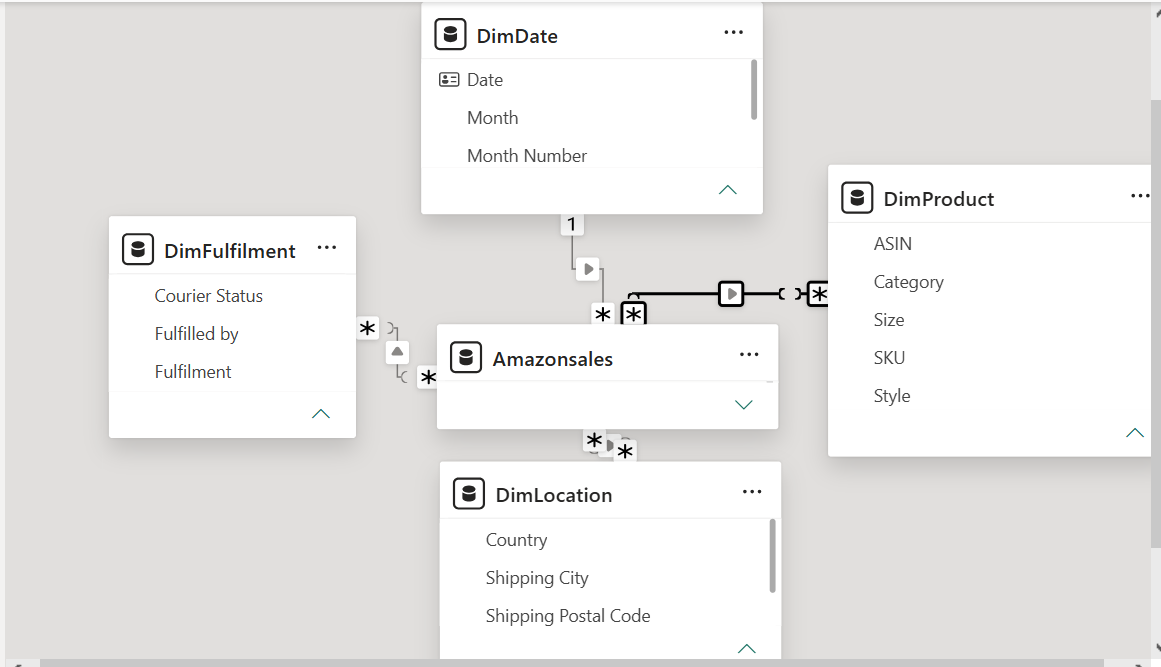 DimDate
Date
Month
Month Number
1
DimProduct
ASIN
Category
Size
SKU
Style
DimFulfilment
Courier Status
Fulfilled by
Fulfilment
*
*
*
*
*
Amazonsales
*
*
DimLocation
Country
Shipping City
Shipping Postal Code